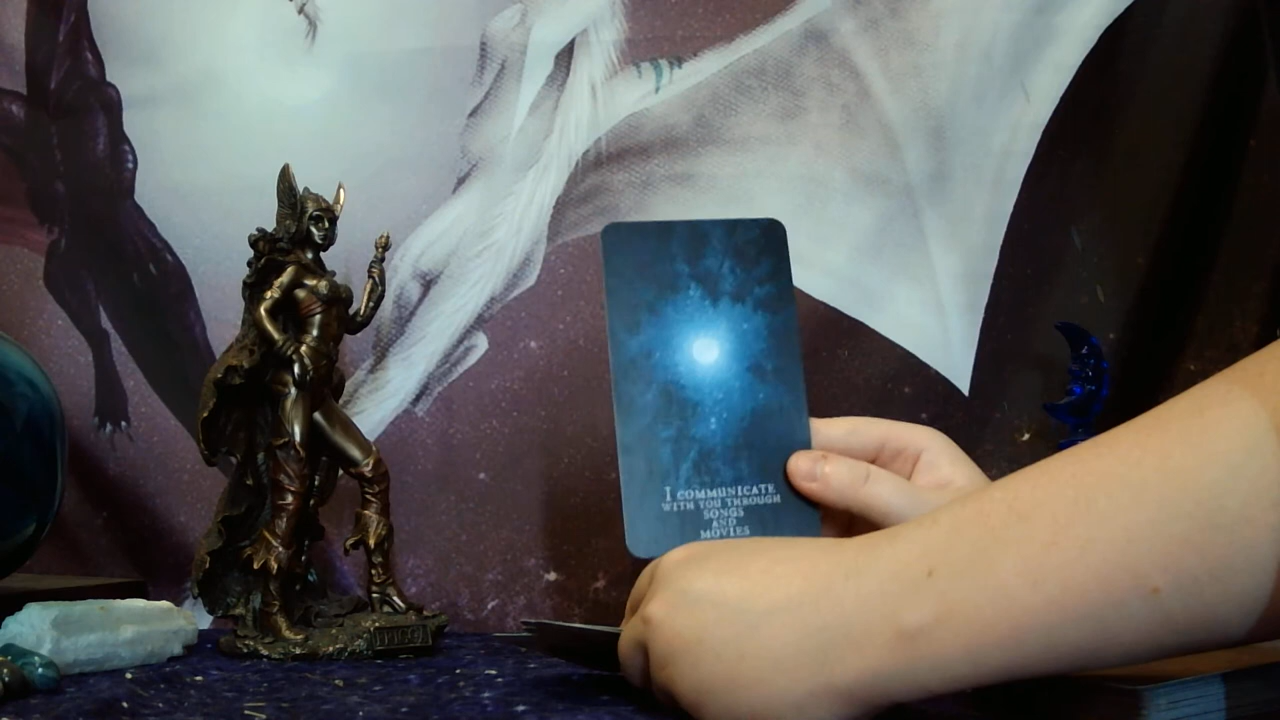 I COMMUNICATE
WITH YOU THROUGH
SONGS
AND
MOVIES